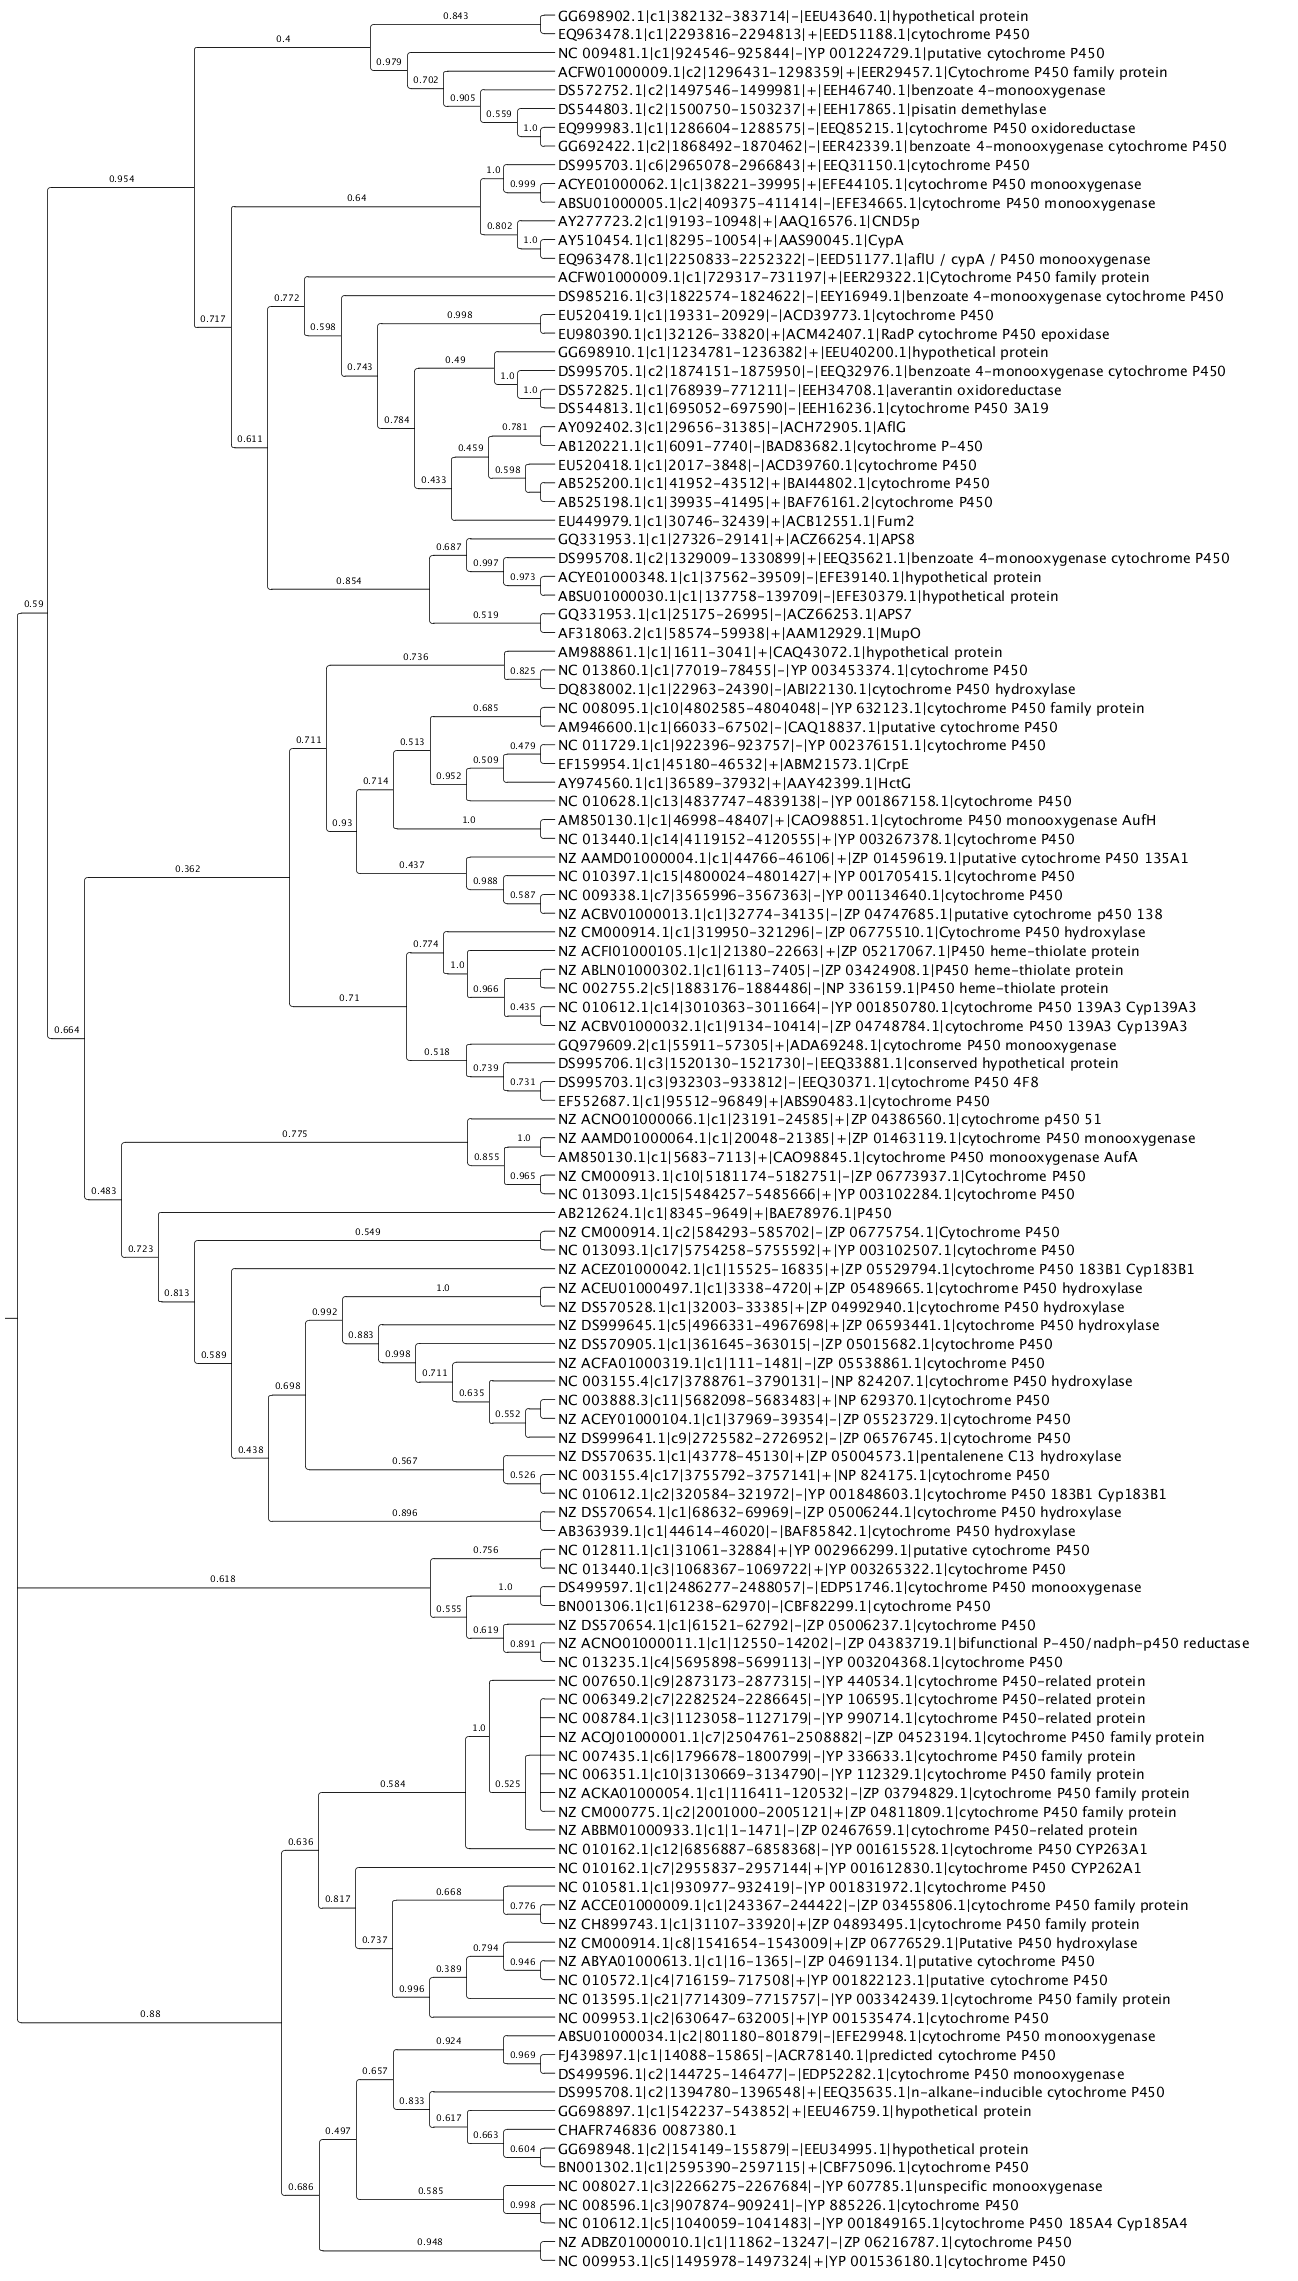 0.843
GG698902.1|c1|382132-383714|-|EEU43640.1|hypothetical protein
EQ963478.1|c1|2293816-2294813|+|EED51188.1|cytochrome P450
0.4
NC 009481.1|c1|924546-925844|-|YP 001224729.1|putative cytochrome P450
0.979
ACFW01000009.1|c2|1296431-1298359|+|EER29457.1|Cytochrome P450 family protein
0.702
DS572752.1|c2|1497546-1499981|+|EEH46740.1|benzoate 4-monooxygenase
0.905
DS544803.1|c2|1500750-1503237|+|EEH17865.1|pisatin demethylase
0.559
EQ999983.1|c1|1286604-1288575|-|EEQ85215.1|cytochrome P450 oxidoreductase
1.0
GG692422.1|c2|1868492-1870462|-|EER42339.1|benzoate 4-monooxygenase cytochrome P450
DS995703.1|c6|2965078-2966843|+|EEQ31150.1|cytochrome P450
1.0
0.954
0.999
ACYE01000062.1|c1|38221-39995|+|EFE44105.1|cytochrome P450 monooxygenase
0.64
ABSU01000005.1|c2|409375-411414|-|EFE34665.1|cytochrome P450 monooxygenase
AY277723.2|c1|9193-10948|+|AAQ16576.1|CND5p
0.802
AY510454.1|c1|8295-10054|+|AAS90045.1|CypA
1.0
EQ963478.1|c1|2250833-2252322|-|EED51177.1|aflU / cypA / P450 monooxygenase
ACFW01000009.1|c1|729317-731197|+|EER29322.1|Cytochrome P450 family protein
0.772
DS985216.1|c3|1822574-1824622|-|EEY16949.1|benzoate 4-monooxygenase cytochrome P450
0.998
EU520419.1|c1|19331-20929|-|ACD39773.1|cytochrome P450
0.717
0.598
EU980390.1|c1|32126-33820|+|ACM42407.1|RadP cytochrome P450 epoxidase
GG698910.1|c1|1234781-1236382|+|EEU40200.1|hypothetical protein
0.49
0.743
DS995705.1|c2|1874151-1875950|-|EEQ32976.1|benzoate 4-monooxygenase cytochrome P450
1.0
DS572825.1|c1|768939-771211|-|EEH34708.1|averantin oxidoreductase
1.0
DS544813.1|c1|695052-697590|-|EEH16236.1|cytochrome P450 3A19
0.784
0.781
AY092402.3|c1|29656-31385|-|ACH72905.1|AflG
0.611
AB120221.1|c1|6091-7740|-|BAD83682.1|cytochrome P-450
0.459
EU520418.1|c1|2017-3848|-|ACD39760.1|cytochrome P450
0.598
0.433
AB525200.1|c1|41952-43512|+|BAI44802.1|cytochrome P450
AB525198.1|c1|39935-41495|+|BAF76161.2|cytochrome P450
EU449979.1|c1|30746-32439|+|ACB12551.1|Fum2
GQ331953.1|c1|27326-29141|+|ACZ66254.1|APS8
0.687
DS995708.1|c2|1329009-1330899|+|EEQ35621.1|benzoate 4-monooxygenase cytochrome P450
0.997
0.973
ACYE01000348.1|c1|37562-39509|-|EFE39140.1|hypothetical protein
0.854
ABSU01000030.1|c1|137758-139709|-|EFE30379.1|hypothetical protein
0.59
GQ331953.1|c1|25175-26995|-|ACZ66253.1|APS7
0.519
AF318063.2|c1|58574-59938|+|AAM12929.1|MupO
AM988861.1|c1|1611-3041|+|CAQ43072.1|hypothetical protein
0.736
NC 013860.1|c1|77019-78455|-|YP 003453374.1|cytochrome P450
0.825
DQ838002.1|c1|22963-24390|-|ABI22130.1|cytochrome P450 hydroxylase
NC 008095.1|c10|4802585-4804048|-|YP 632123.1|cytochrome P450 family protein
0.685
AM946600.1|c1|66033-67502|-|CAQ18837.1|putative cytochrome P450
0.711
0.513
0.479
NC 011729.1|c1|922396-923757|-|YP 002376151.1|cytochrome P450
0.509
EF159954.1|c1|45180-46532|+|ABM21573.1|CrpE
0.714
0.952
AY974560.1|c1|36589-37932|+|AAY42399.1|HctG
NC 010628.1|c13|4837747-4839138|-|YP 001867158.1|cytochrome P450
0.93
1.0
AM850130.1|c1|46998-48407|+|CAO98851.1|cytochrome P450 monooxygenase AufH
NC 013440.1|c14|4119152-4120555|+|YP 003267378.1|cytochrome P450
NZ AAMD01000004.1|c1|44766-46106|+|ZP 01459619.1|putative cytochrome P450 135A1
0.362
0.437
NC 010397.1|c15|4800024-4801427|+|YP 001705415.1|cytochrome P450
0.988
0.587
NC 009338.1|c7|3565996-3567363|-|YP 001134640.1|cytochrome P450
NZ ACBV01000013.1|c1|32774-34135|-|ZP 04747685.1|putative cytochrome p450 138
NZ CM000914.1|c1|319950-321296|-|ZP 06775510.1|Cytochrome P450 hydroxylase
0.774
NZ ACFI01000105.1|c1|21380-22663|+|ZP 05217067.1|P450 heme-thiolate protein
1.0
NZ ABLN01000302.1|c1|6113-7405|-|ZP 03424908.1|P450 heme-thiolate protein
0.966
NC 002755.2|c5|1883176-1884486|-|NP 336159.1|P450 heme-thiolate protein
0.71
0.435
NC 010612.1|c14|3010363-3011664|-|YP 001850780.1|cytochrome P450 139A3 Cyp139A3
NZ ACBV01000032.1|c1|9134-10414|-|ZP 04748784.1|cytochrome P450 139A3 Cyp139A3
0.664
GQ979609.2|c1|55911-57305|+|ADA69248.1|cytochrome P450 monooxygenase
0.518
DS995706.1|c3|1520130-1521730|-|EEQ33881.1|conserved hypothetical protein
0.739
0.731
DS995703.1|c3|932303-933812|-|EEQ30371.1|cytochrome P450 4F8
EF552687.1|c1|95512-96849|+|ABS90483.1|cytochrome P450
NZ ACNO01000066.1|c1|23191-24585|+|ZP 04386560.1|cytochrome p450 51
0.775
1.0
NZ AAMD01000064.1|c1|20048-21385|+|ZP 01463119.1|cytochrome P450 monooxygenase
0.855
AM850130.1|c1|5683-7113|+|CAO98845.1|cytochrome P450 monooxygenase AufA
0.965
NZ CM000913.1|c10|5181174-5182751|-|ZP 06773937.1|Cytochrome P450
0.483
NC 013093.1|c15|5484257-5485666|+|YP 003102284.1|cytochrome P450
AB212624.1|c1|8345-9649|+|BAE78976.1|P450
0.549
NZ CM000914.1|c2|584293-585702|-|ZP 06775754.1|Cytochrome P450
0.723
NC 013093.1|c17|5754258-5755592|+|YP 003102507.1|cytochrome P450
NZ ACEZ01000042.1|c1|15525-16835|+|ZP 05529794.1|cytochrome P450 183B1 Cyp183B1
0.813
1.0
NZ ACEU01000497.1|c1|3338-4720|+|ZP 05489665.1|cytochrome P450 hydroxylase
0.992
NZ DS570528.1|c1|32003-33385|+|ZP 04992940.1|cytochrome P450 hydroxylase
NZ DS999645.1|c5|4966331-4967698|+|ZP 06593441.1|cytochrome P450 hydroxylase
0.883
NZ DS570905.1|c1|361645-363015|-|ZP 05015682.1|cytochrome P450
0.589
0.998
NZ ACFA01000319.1|c1|111-1481|-|ZP 05538861.1|cytochrome P450
0.711
NC 003155.4|c17|3788761-3790131|-|NP 824207.1|cytochrome P450 hydroxylase
0.698
0.635
NC 003888.3|c11|5682098-5683483|+|NP 629370.1|cytochrome P450
0.552
NZ ACEY01000104.1|c1|37969-39354|-|ZP 05523729.1|cytochrome P450
NZ DS999641.1|c9|2725582-2726952|-|ZP 06576745.1|cytochrome P450
0.438
NZ DS570635.1|c1|43778-45130|+|ZP 05004573.1|pentalenene C13 hydroxylase
0.567
0.526
NC 003155.4|c17|3755792-3757141|+|NP 824175.1|cytochrome P450
NC 010612.1|c2|320584-321972|-|YP 001848603.1|cytochrome P450 183B1 Cyp183B1
0.896
NZ DS570654.1|c1|68632-69969|-|ZP 05006244.1|cytochrome P450 hydroxylase
AB363939.1|c1|44614-46020|-|BAF85842.1|cytochrome P450 hydroxylase
0.756
NC 012811.1|c1|31061-32884|+|YP 002966299.1|putative cytochrome P450
NC 013440.1|c3|1068367-1069722|+|YP 003265322.1|cytochrome P450
0.618
1.0
DS499597.1|c1|2486277-2488057|-|EDP51746.1|cytochrome P450 monooxygenase
0.555
BN001306.1|c1|61238-62970|-|CBF82299.1|cytochrome P450
NZ DS570654.1|c1|61521-62792|-|ZP 05006237.1|cytochrome P450
0.619
0.891
NZ ACNO01000011.1|c1|12550-14202|-|ZP 04383719.1|bifunctional P-450/nadph-p450 reductase
NC 013235.1|c4|5695898-5699113|-|YP 003204368.1|cytochrome P450
NC 007650.1|c9|2873173-2877315|-|YP 440534.1|cytochrome P450-related protein
NC 006349.2|c7|2282524-2286645|-|YP 106595.1|cytochrome P450-related protein
NC 008784.1|c3|1123058-1127179|-|YP 990714.1|cytochrome P450-related protein
1.0
NZ ACOJ01000001.1|c7|2504761-2508882|-|ZP 04523194.1|cytochrome P450 family protein
NC 007435.1|c6|1796678-1800799|-|YP 336633.1|cytochrome P450 family protein
NC 006351.1|c10|3130669-3134790|-|YP 112329.1|cytochrome P450 family protein
0.584
0.525
NZ ACKA01000054.1|c1|116411-120532|-|ZP 03794829.1|cytochrome P450 family protein
NZ CM000775.1|c2|2001000-2005121|+|ZP 04811809.1|cytochrome P450 family protein
NZ ABBM01000933.1|c1|1-1471|-|ZP 02467659.1|cytochrome P450-related protein
0.636
NC 010162.1|c12|6856887-6858368|-|YP 001615528.1|cytochrome P450 CYP263A1
NC 010162.1|c7|2955837-2957144|+|YP 001612830.1|cytochrome P450 CYP262A1
0.668
NC 010581.1|c1|930977-932419|-|YP 001831972.1|cytochrome P450
0.817
0.776
NZ ACCE01000009.1|c1|243367-244422|-|ZP 03455806.1|cytochrome P450 family protein
NZ CH899743.1|c1|31107-33920|+|ZP 04893495.1|cytochrome P450 family protein
0.737
0.794
NZ CM000914.1|c8|1541654-1543009|+|ZP 06776529.1|Putative P450 hydroxylase
0.946
NZ ABYA01000613.1|c1|16-1365|-|ZP 04691134.1|putative cytochrome P450
0.389
NC 010572.1|c4|716159-717508|+|YP 001822123.1|putative cytochrome P450
0.996
NC 013595.1|c21|7714309-7715757|-|YP 003342439.1|cytochrome P450 family protein
0.88
NC 009953.1|c2|630647-632005|+|YP 001535474.1|cytochrome P450
ABSU01000034.1|c2|801180-801879|-|EFE29948.1|cytochrome P450 monooxygenase
0.924
0.969
FJ439897.1|c1|14088-15865|-|ACR78140.1|predicted cytochrome P450
DS499596.1|c2|144725-146477|-|EDP52282.1|cytochrome P450 monooxygenase
0.657
DS995708.1|c2|1394780-1396548|+|EEQ35635.1|n-alkane-inducible cytochrome P450
0.833
GG698897.1|c1|542237-543852|+|EEU46759.1|hypothetical protein
0.617
CHAFR746836 0087380.1
0.663
0.497
0.604
GG698948.1|c2|154149-155879|-|EEU34995.1|hypothetical protein
BN001302.1|c1|2595390-2597115|+|CBF75096.1|cytochrome P450
NC 008027.1|c3|2266275-2267684|-|YP 607785.1|unspecific monooxygenase
0.686
0.585
0.998
NC 008596.1|c3|907874-909241|-|YP 885226.1|cytochrome P450
NC 010612.1|c5|1040059-1041483|-|YP 001849165.1|cytochrome P450 185A4 Cyp185A4
0.948
NZ ADBZ01000010.1|c1|11862-13247|-|ZP 06216787.1|cytochrome P450
NC 009953.1|c5|1495978-1497324|+|YP 001536180.1|cytochrome P450